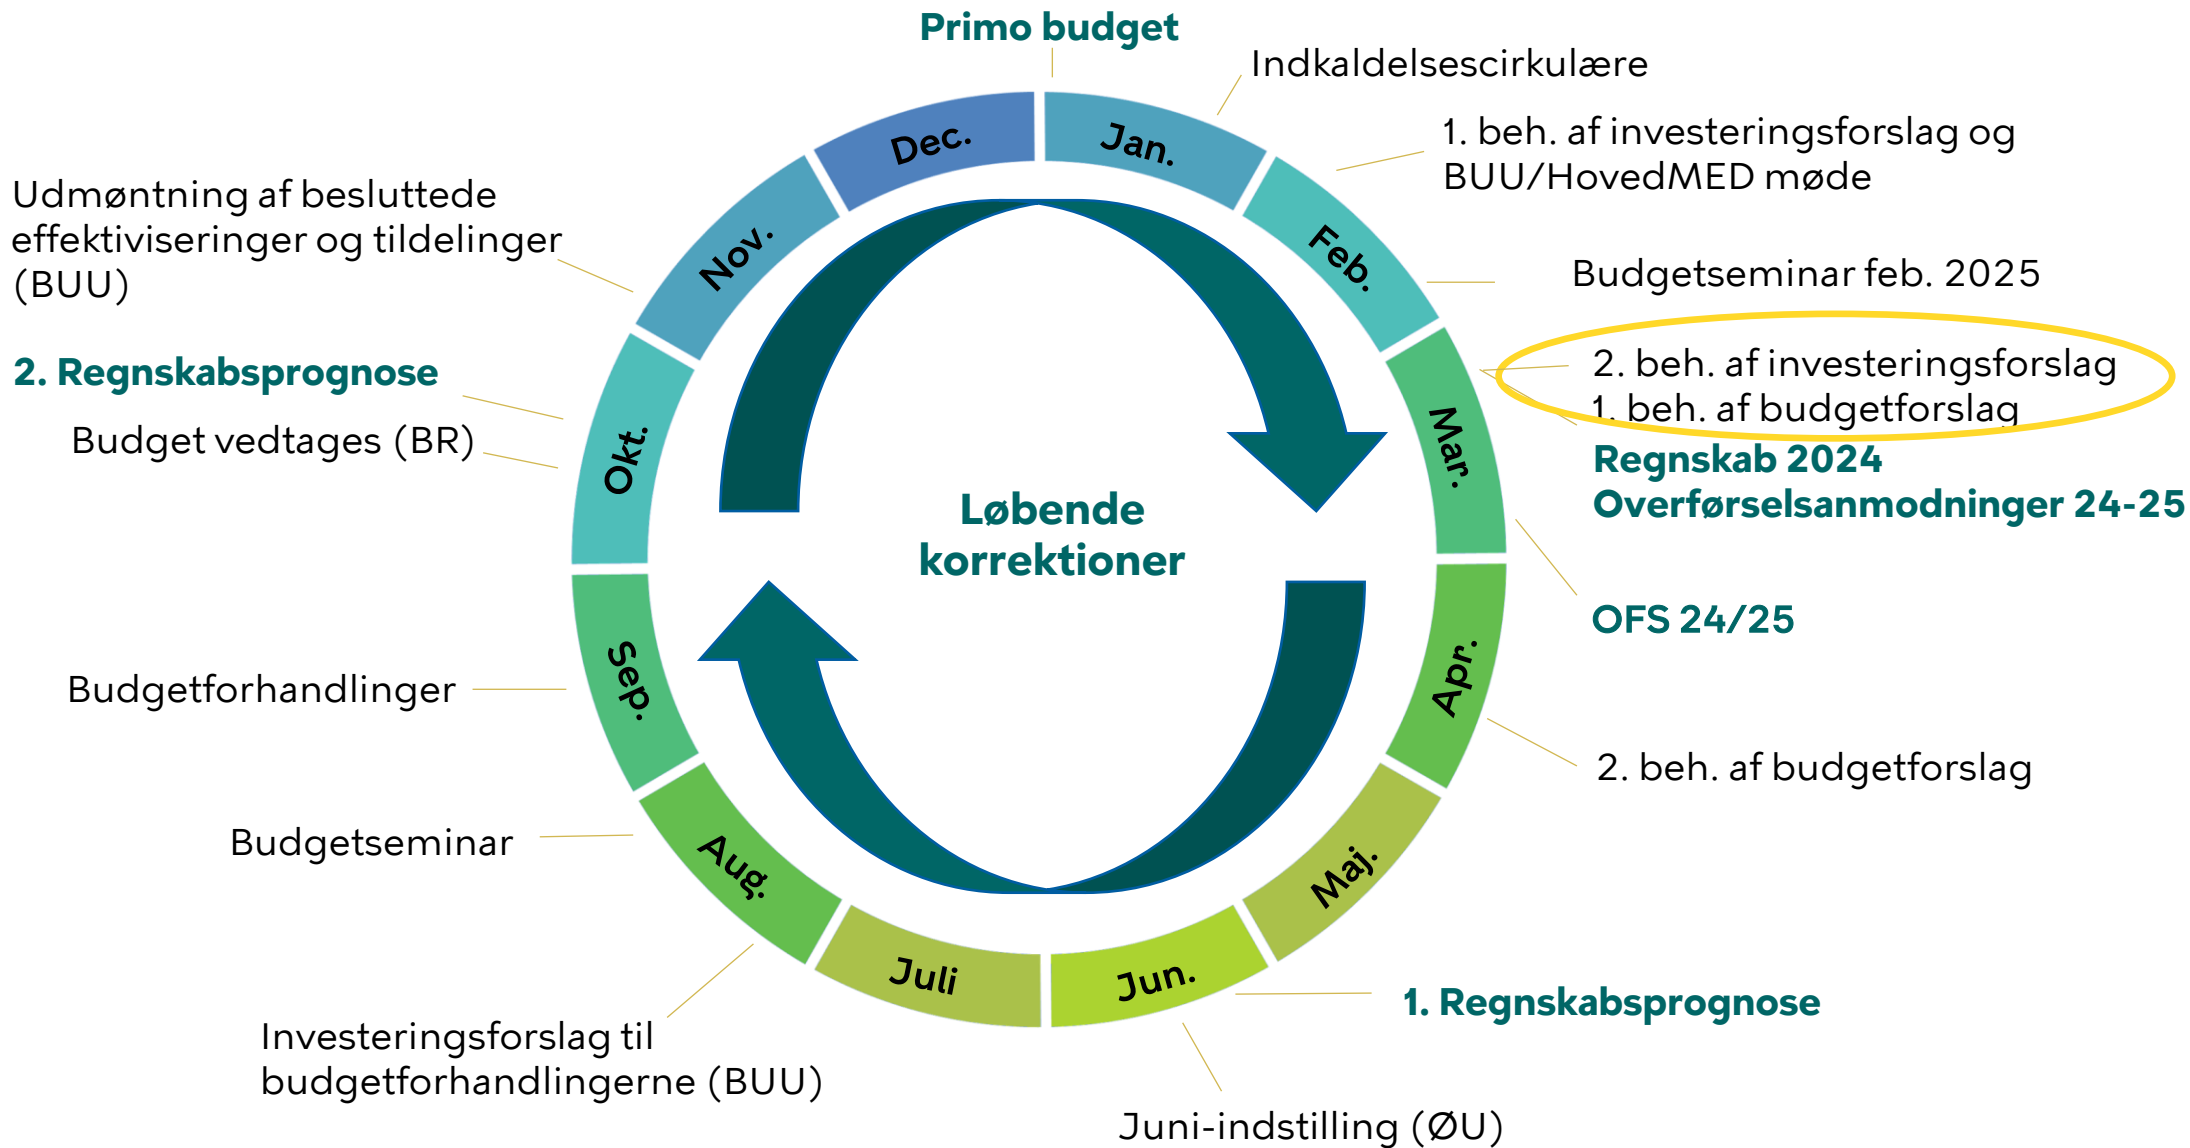 Primo budget
Indkaldelsescirkulære
1. beh. af investeringsforslag og
BUU/HovedMED møde
Budgetseminar feb. 2025
2. beh. af investeringsforslag
1. beh. af budgetforslag
Regnskab 2024
Overførselsanmodninger 24-25
OFS 24/25
2. beh. af budgetforslag
1. Regnskabsprognose
Juni-indstilling (ØU)
Investeringsforslag til
budgetforhandlingerne (BUU)
Budgetseminar
Budgetforhandlinger
Budget vedtages (BR)
2. Regnskabsprognose
Udmøntning af besluttede
effektiviseringer og tildelinger
(BUU)
Jan.
Feb.
Mar.
Apr.
Maj.
Jun.
Juli
Aug.
Sep.
Okt.
Nov.
Dec.
Løbende
korrektioner